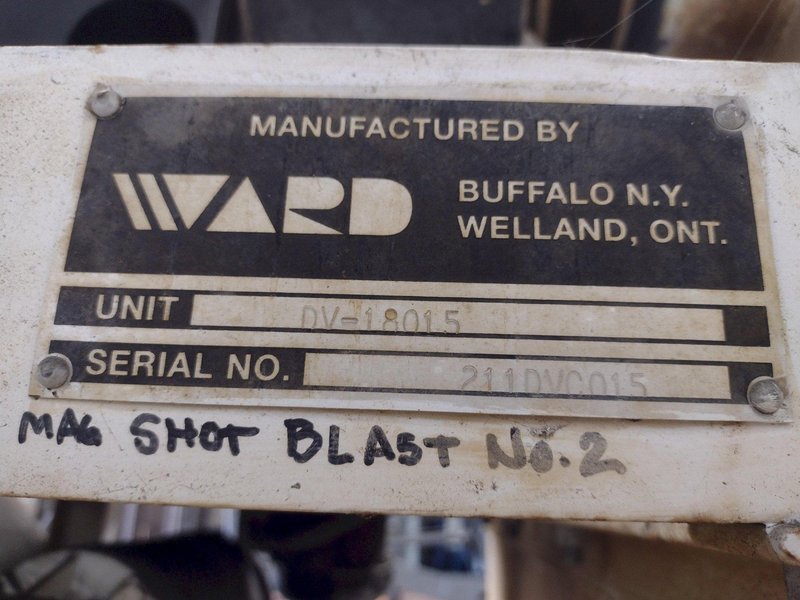 MANUFACTURED BY
WARD
BUFFALO N.Y.
WELLAND, ONT.
UNIT DV-18015
SERIAL NO. 211DVC015
MAG SHOT BLAST No.2